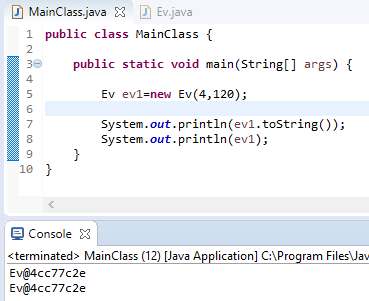 MainClass.java Ev.java
1 public class MainClass {
2
3 public static void main(String[] args) {
4
5 Ev ev1=new Ev(4,120);
6
7 System.out.println(ev1.toString());
8 System.out.println(ev1);
9 }
10 }
Console
<terminated> MainClass (12) [Java Application] C:\Program Files\Jav
Ev@4cc77c2e
Ev@4cc77c2e